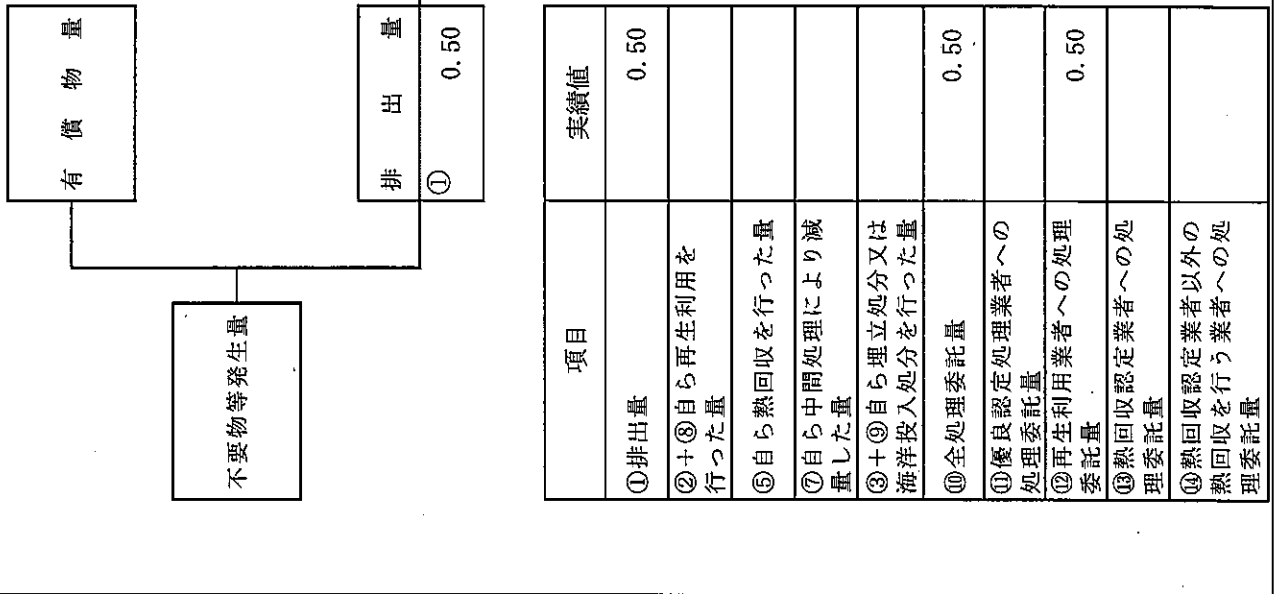 有償物量
不要物等発生量
排出量
① 0.50
項目 実績値
①排出量 0.50
②＋⑧自ら再生利用を
行った量
⑤自ら熱回収を行った量
⑦自ら中間処理により減
量した量
③＋⑨自ら埋立処分又は
海洋投入処分を行った量
⑩全処理委託量 0.50
⑪優良認定処理業者への
処理委託量
⑫再生利用業者への処理
委託量 0.50
⑬熱回収認定業者への処
理委託量
⑭熱回収認定業者以外の
熱回収を行う業者への処
理委託量